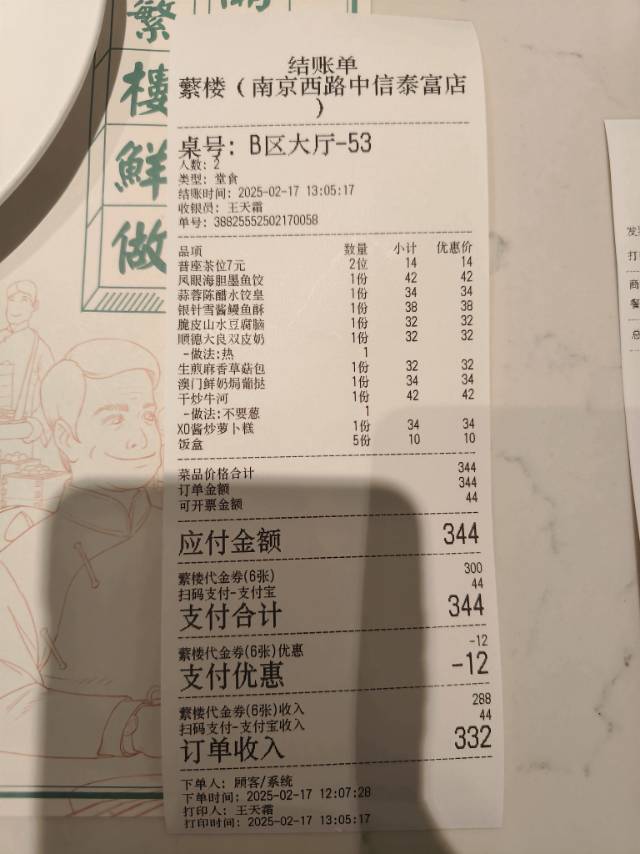 繁
樓
鮮
做
结账单
蘩楼（南京西路中信泰富店
）
桌号: B区大厅-53
人数: 2
类型: 堂食
结账时间: 2025-02-17 13:05:17
收银员: 王天霜
单号: 38825552502170058
品项 数量 小计 优惠价
普座茶位7元 2位 14 14
凤眼海胆墨鱼饺 1份 42 42
蒜蓉陈醋水饺皇 1份 34 34
银针雪酱鳗鱼酥 1份 38 38
脆皮山水豆腐脑 1份 32 32
顺德大良双皮奶 1份 32 32
-做法:热 1
生煎麻香草菇包 1份 32 32
澳门鲜奶焗葡挞 1份 34 34
干炒牛河 1份 42 42
-做法:不要葱 1
XO酱炒萝卜糕 1份 34 34
饭盒 5份 10 10
菜品价格合计 344
订单金额 344
可开票金额 44
应付金额 344
蘩楼代金券(6张) 300
扫码支付-支付宝 44
支付合计 344
蘩楼代金券(6张)优惠 -12
支付优惠 -12
蘩楼代金券(6张)收入 288
扫码支付-支付宝收入 44
订单收入 332
下单人: 顾客/系统
下单时间: 2025-02-17 12:07:28
打印人: 王天霜
打印时间: 2025-02-17 13:05:17